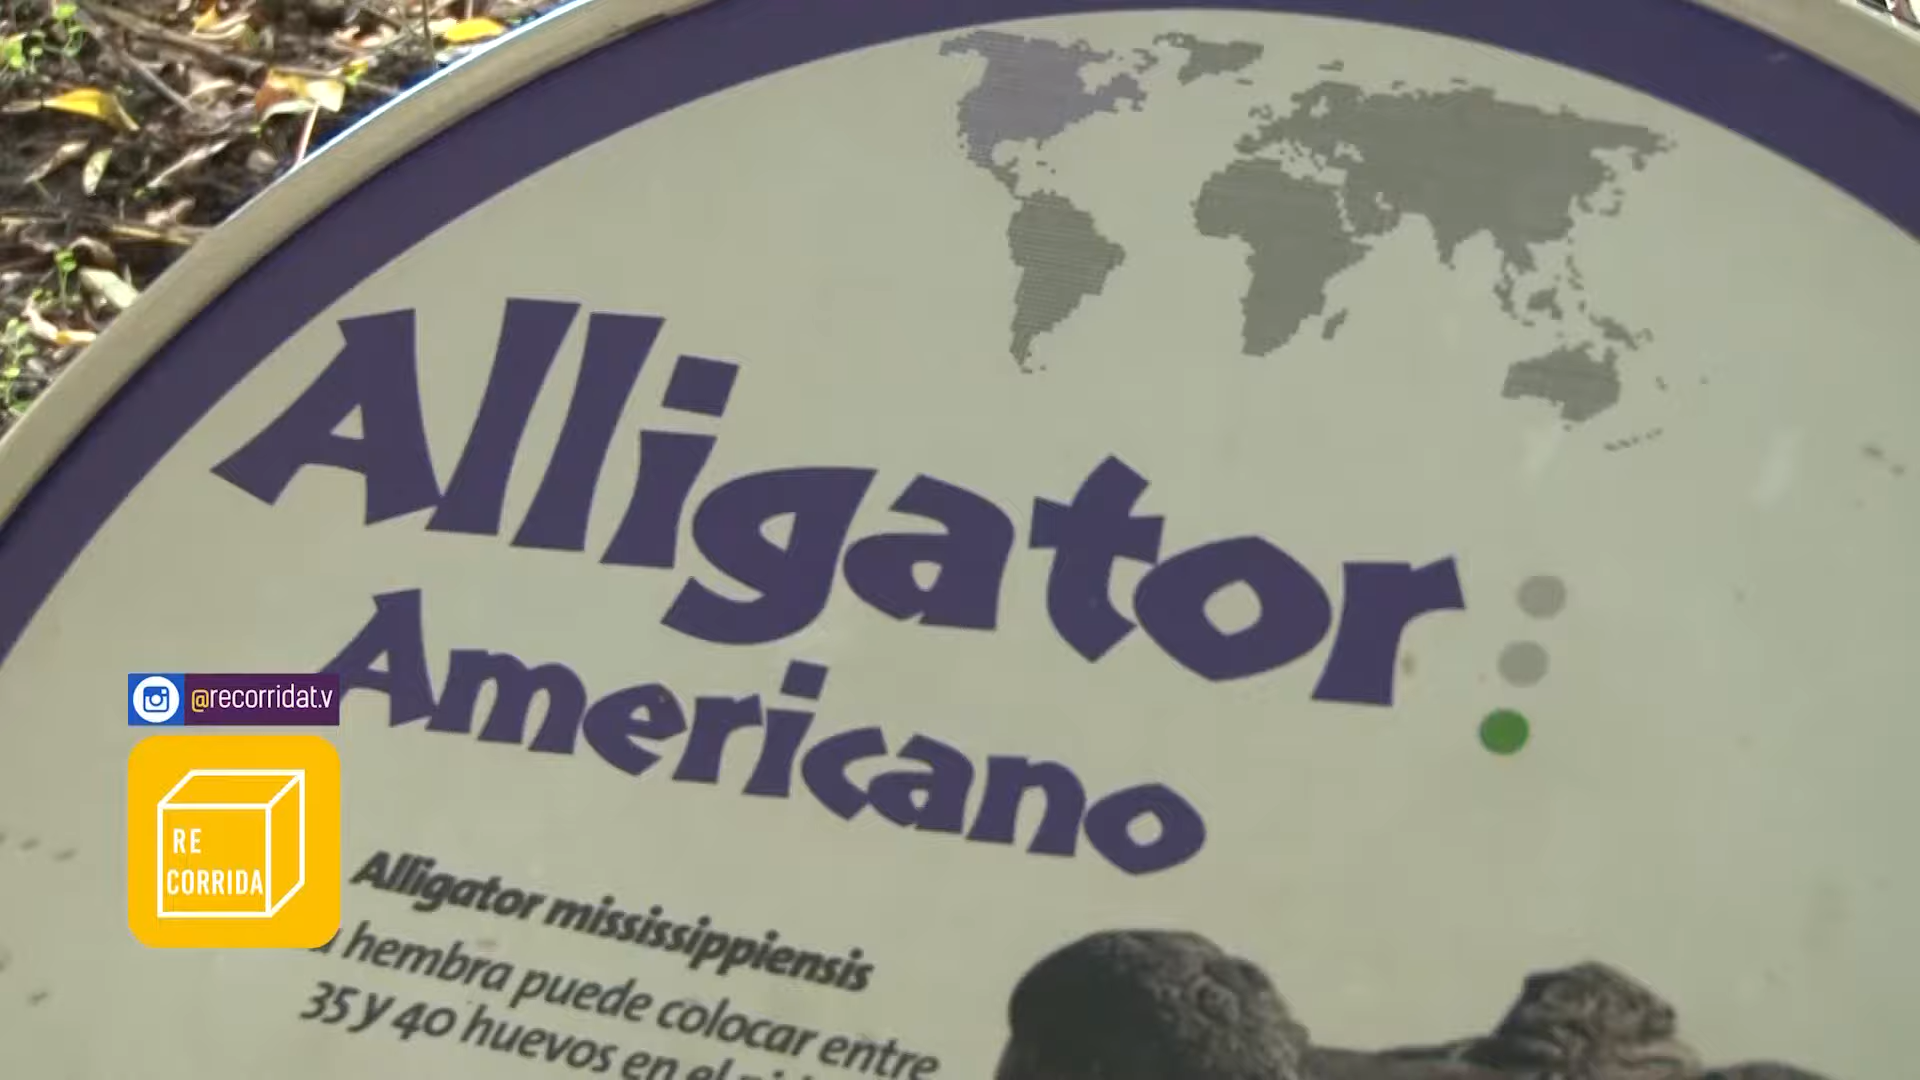 Alligator
Americano
@recorridat.v
RE
CORRIDA
Alligator mississippiensis
hembra puede colocar entre
35 y 40 huevos en el